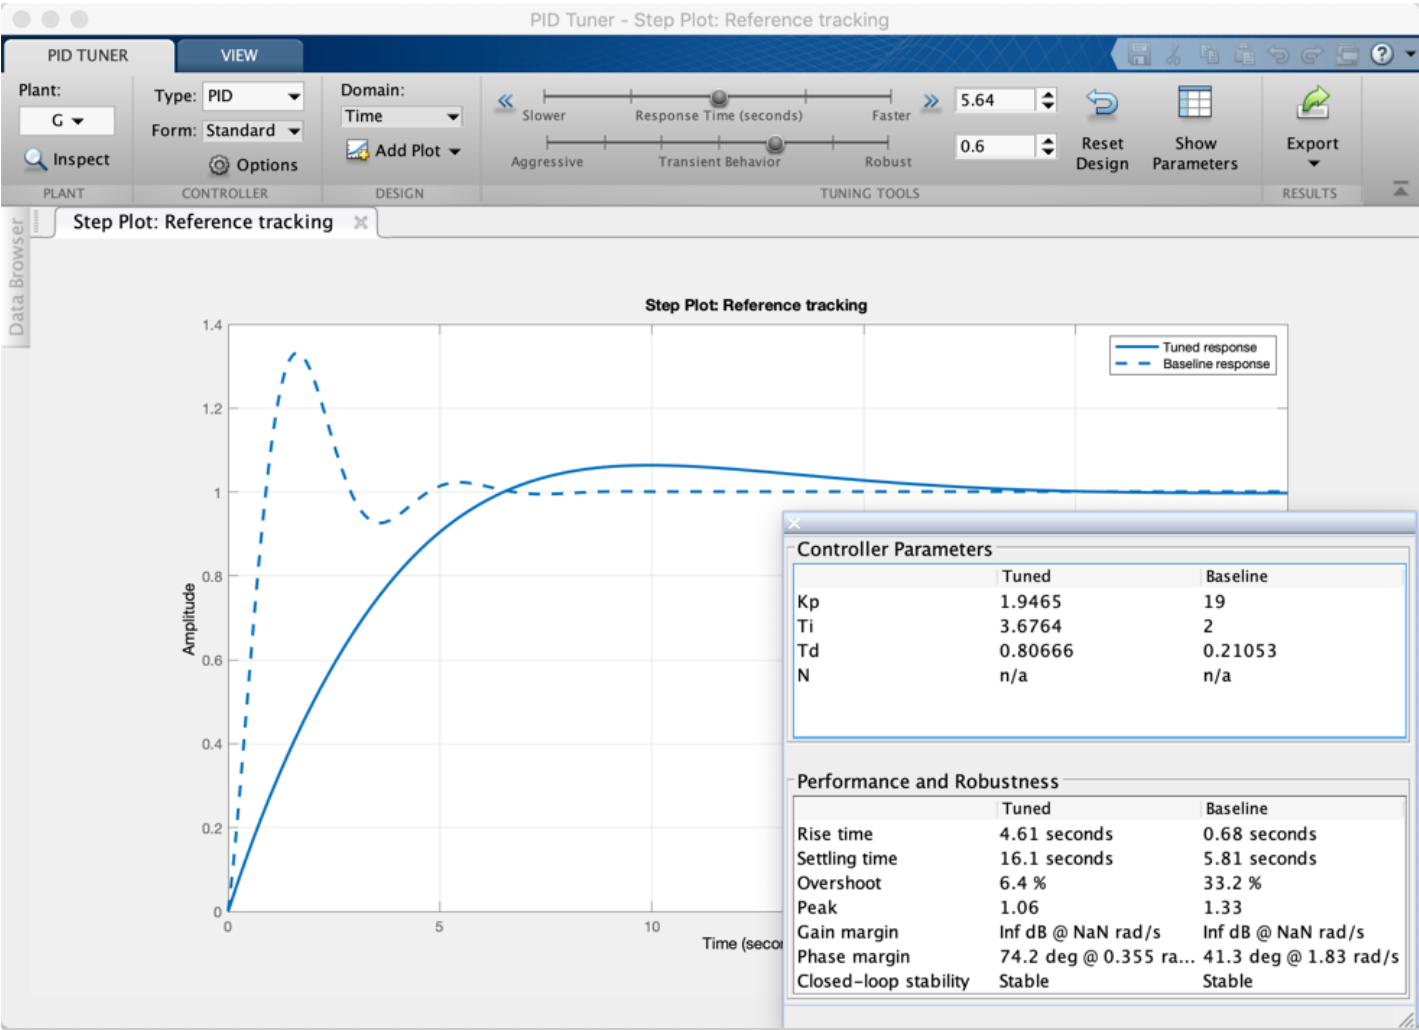 PID Tuner - Step Plot: Reference tracking
PID TUNER VIEW
Plant:
G
Inspect
PLANT
Type: PID
Form: Standard
Options
CONTROLLER
Domain:
Time
Add Plot
DESIGN
Slower Response Time (seconds) Faster 5.64
Aggressive Transient Behavior Robust 0.6
Reset Design
Show Parameters
TUNING TOOLS
Export
RESULTS
Data Browser
Step Plot: Reference tracking
Step Plot: Reference tracking
Tuned response
Baseline response
Amplitude
1.4
1.2
1
0.8
0.6
0.4
0.2
0
0 5 10
Time (secon
Controller Parameters
Tuned Baseline
Kp 1.9465 19
Ti 3.6764 2
Td 0.80666 0.21053
N n/a n/a
Performance and Robustness
Tuned Baseline
Rise time 4.61 seconds 0.68 seconds
Settling time 16.1 seconds 5.81 seconds
Overshoot 6.4 % 33.2 %
Peak 1.06 1.33
Gain margin Inf dB @ NaN rad/s Inf dB @ NaN rad/s
Phase margin 74.2 deg @ 0.355 ra... 41.3 deg @ 1.83 rad/s
Closed-loop stability Stable Stable